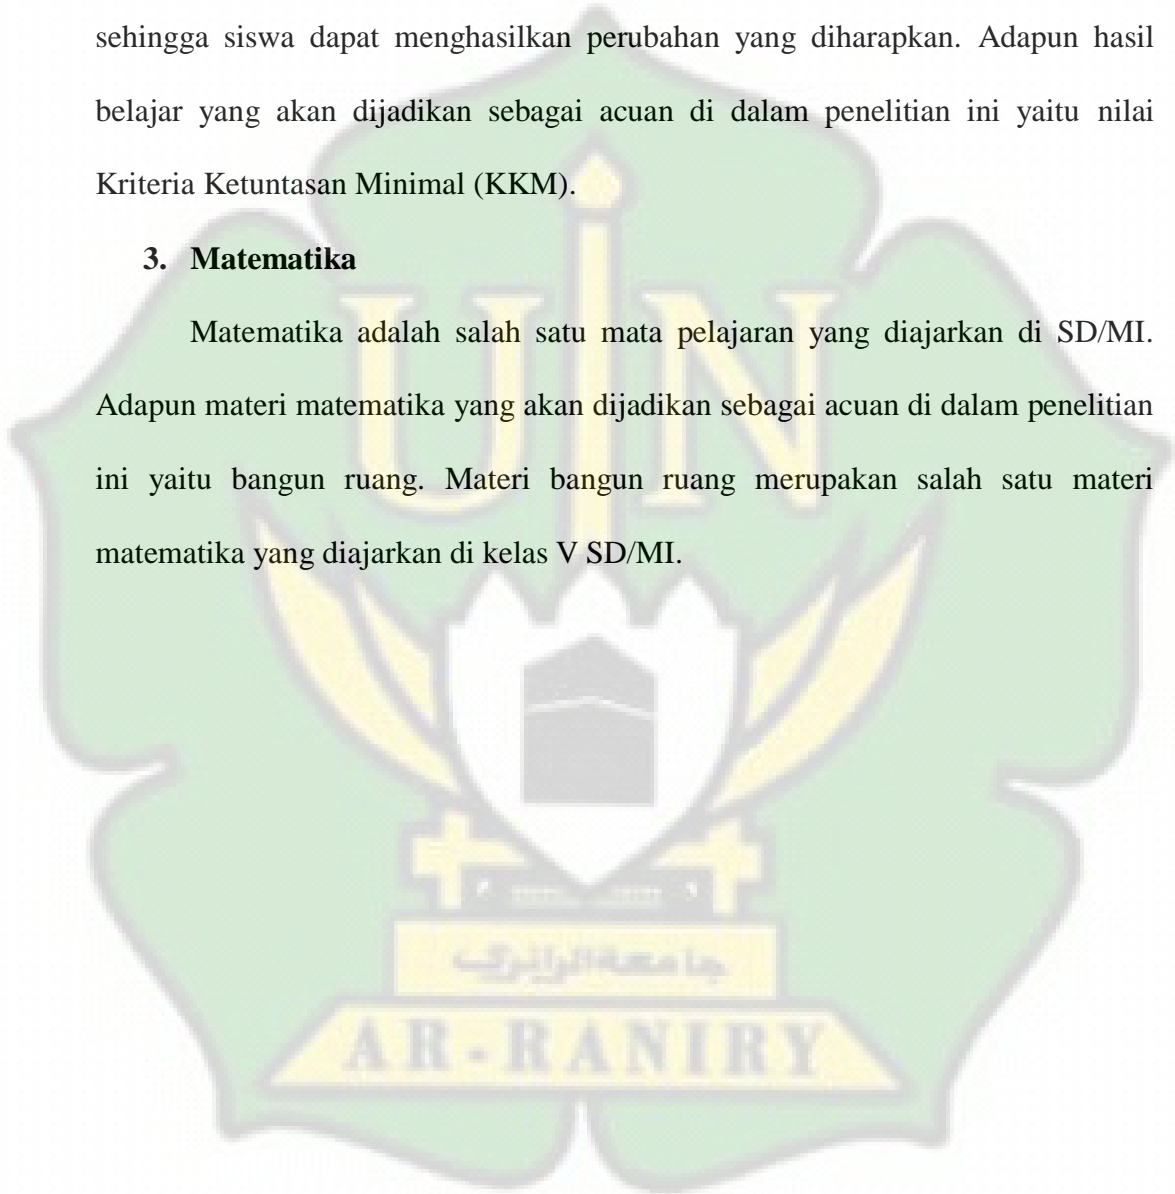 sehingga siswa dapat menghasilkan perubahan yang diharapkan. Adapun hasil
belajar yang akan dijadikan sebagai acuan di dalam penelitian ini yaitu nilai
Kriteria Ketuntasan Minimal (KKM).
3. Matematika
Matematika adalah salah satu mata pelajaran yang diajarkan di SD/MI.
Adapun materi matematika yang akan dijadikan sebagai acuan di dalam penelitian
ini yaitu bangun ruang. Materi bangun ruang merupakan salah satu materi
matematika yang diajarkan di kelas V SD/MI.
UIN
جامعة الرانري
AR-RANIRY